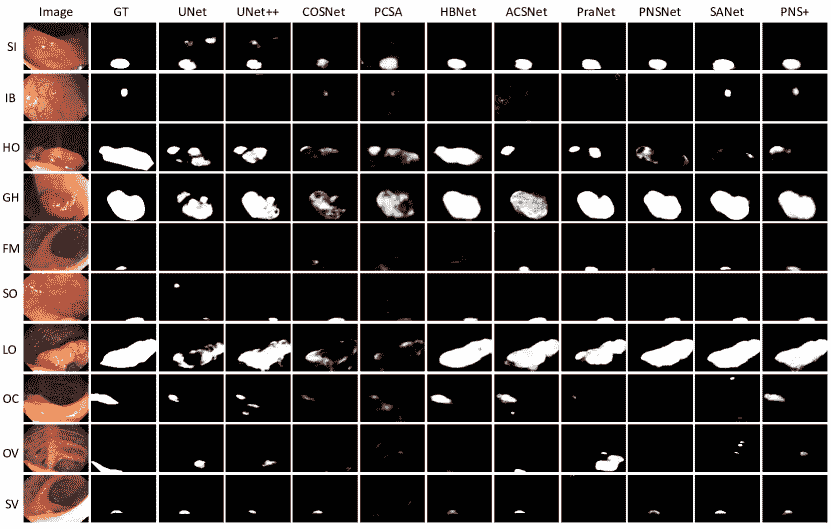 Image GT UNet UNet++ COSNet PCSA HBNet ACSNet PraNet PNSNet SANet PNS+
SI
IB
HO
GH
FM
SO
LO
OC
OV
SV